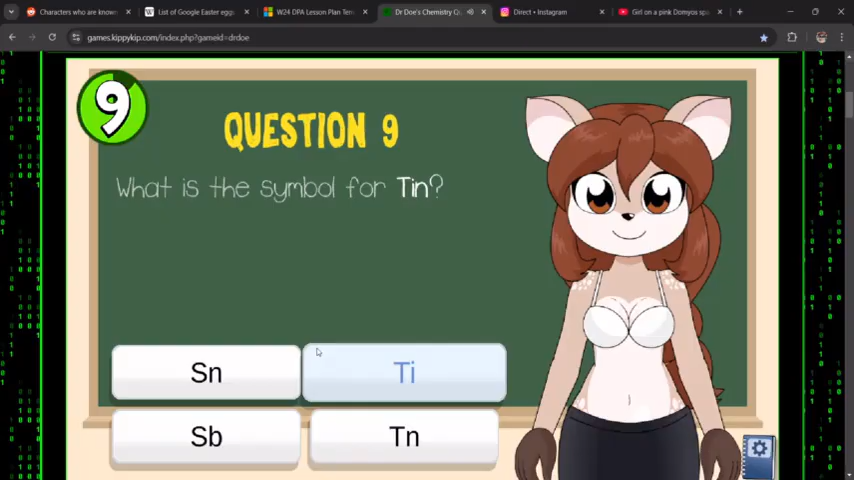 Characters who are know
List of Google Easter egg
W24 DPA Lesson Plan Tem
Dr Doe's Chemistry Q
Direct • Instagram
Girl on a pink Domyos sp
games.kippykip.com/index.php?gameid=drdoe
9
QUESTION 9
What is the symbol for Tin?
Sn
Ti
Sb
Tn